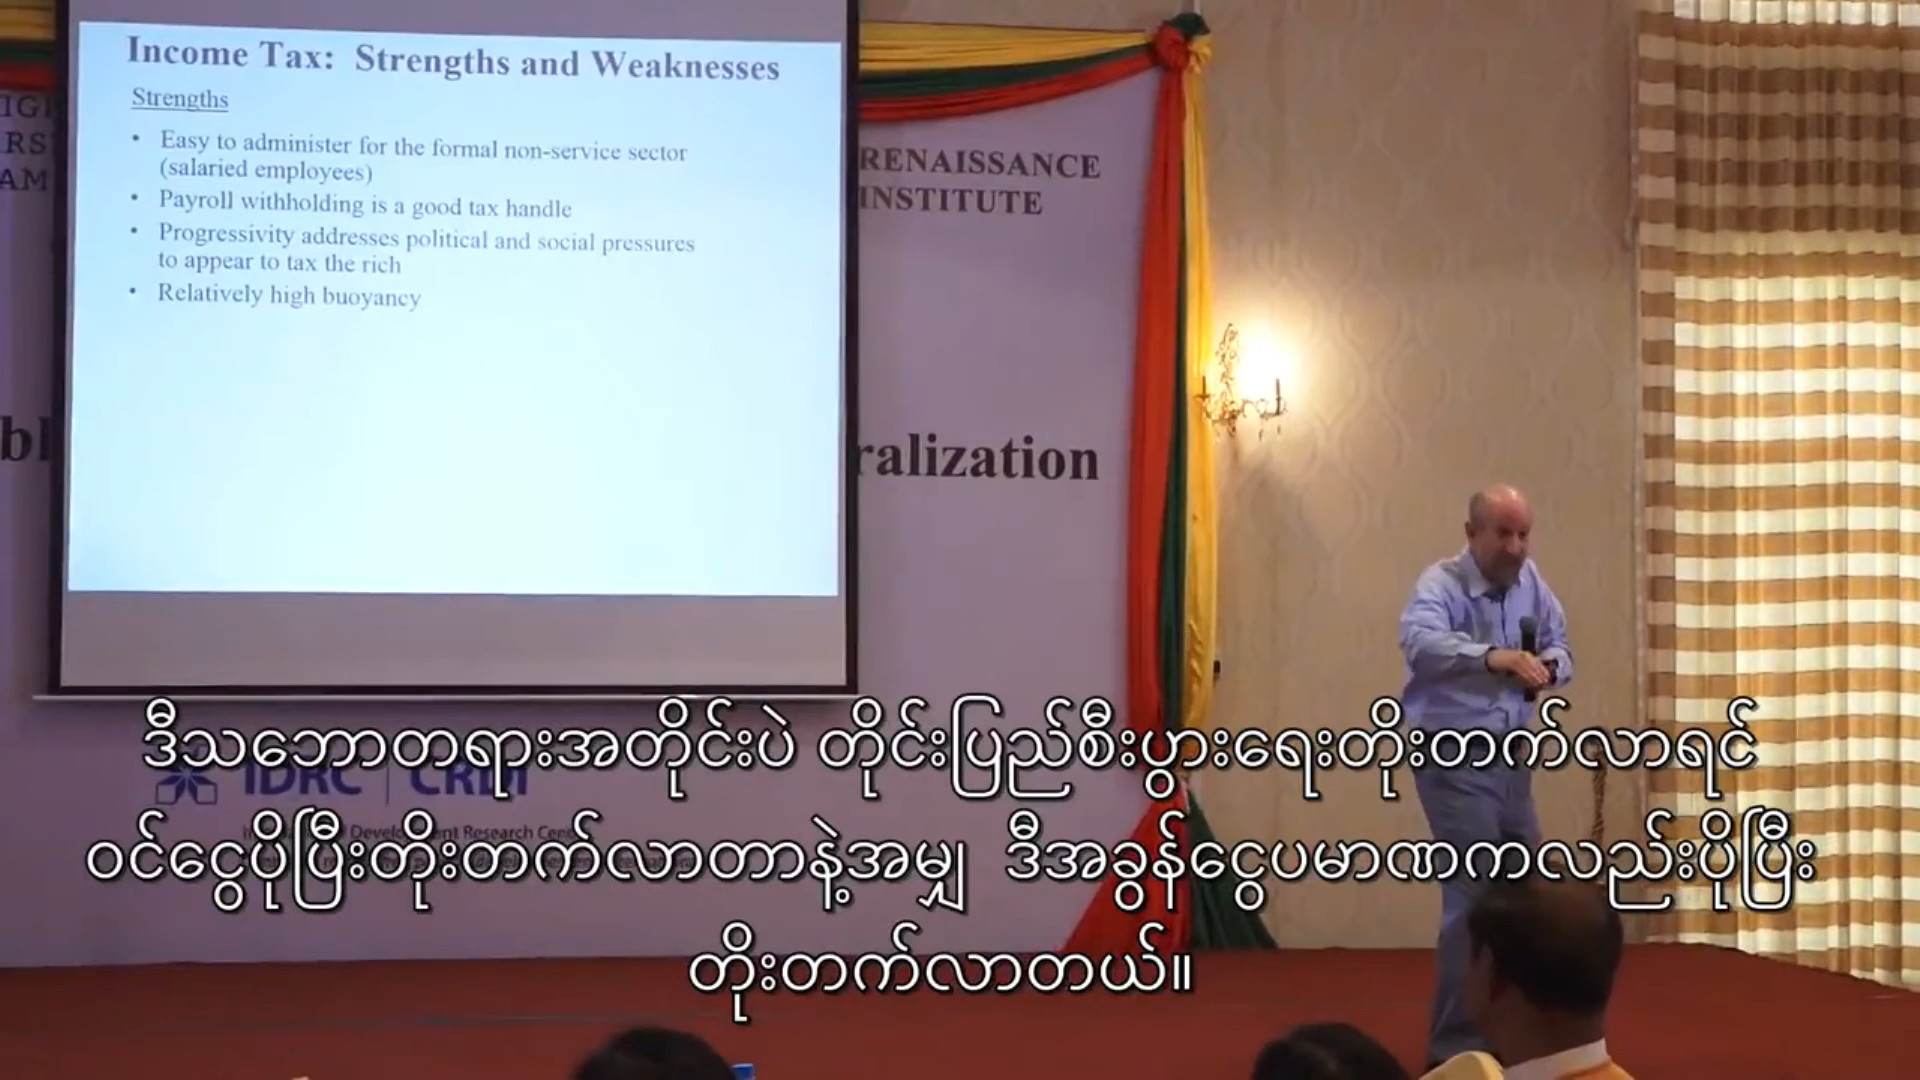 Income Tax: Strengths and Weaknesses
Strengths
• Easy to administer for the formal non-service sector
(salaried employees)
• Payroll withholding is a good tax handle
• Progressivity addresses political and social pressures
to appear to tax the rich
• Relatively high buoyancy
RENAISSANCE
INSTITUTE
ralization
IDRC | CRDI
Development Research
ဒီသဘောတရားအတိုင်းပဲ တိုင်းပြည်စီးပွားရေးတိုးတက်လာရင်
ဝင်ငွေပိုပြီးတိုးတက်လာတာနဲ့အမျှ ဒီအခွန်ငွေပမာဏကလည်းပိုပြီး
တိုးတက်လာတယ်။